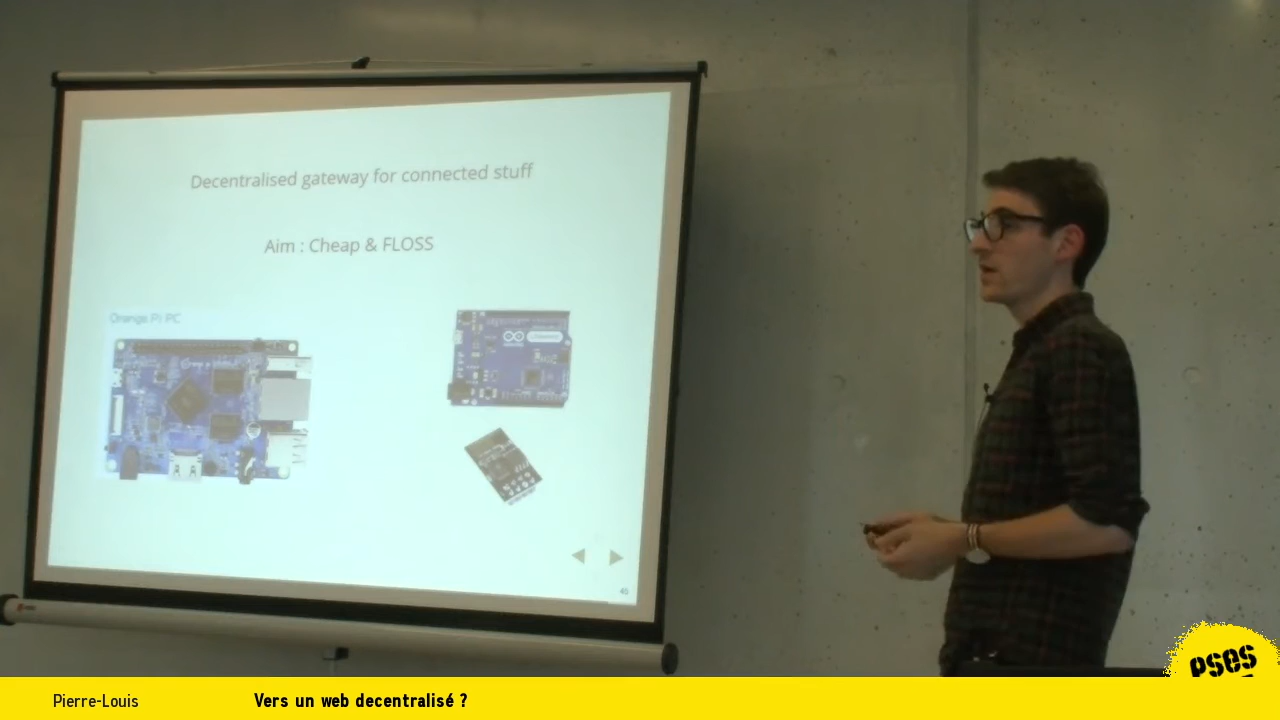 Decentralised gateway for connected stuff
Aim : Cheap & FLOSS
Orange Pi PC
pses
Pierre-Louis
Vers un web decentralisé ?